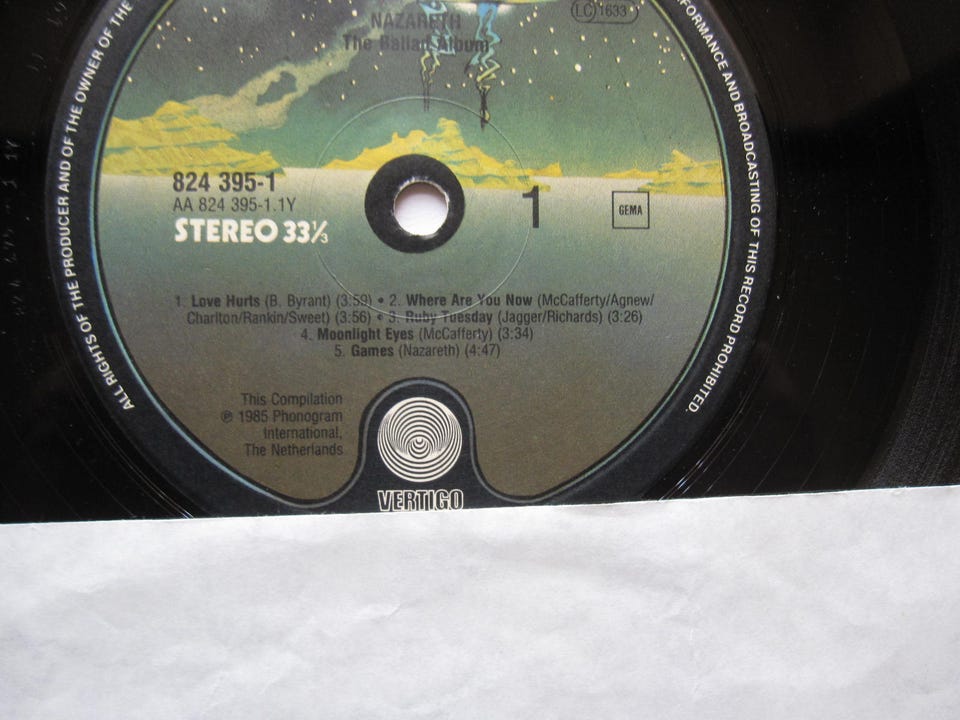 NAZARETH
The Ballad Album
LC 1633
ALL RIGHTS OF THE PRODUCER AND OF THE OWNER OF THE
FORMANCE AND BROADCASTING OF THIS RECORD PROHIBITED.
824 395-1
AA 824 395-1.1Y
STEREO 33⅓
1
GEMA
1. Love Hurts (B. Byrant) (3:59) • 2. Where Are You Now (McCafferty/Agnew/
Charlton/Rankin/Sweet) (3:56) • 3. Ruby Tuesday (Jagger/Richards) (3:26)
4. Moonlight Eyes (McCafferty) (3:34)
5. Games (Nazareth) (4:47)
This Compilation
℗ 1985 Phonogram
International,
The Netherlands
VERTIGO